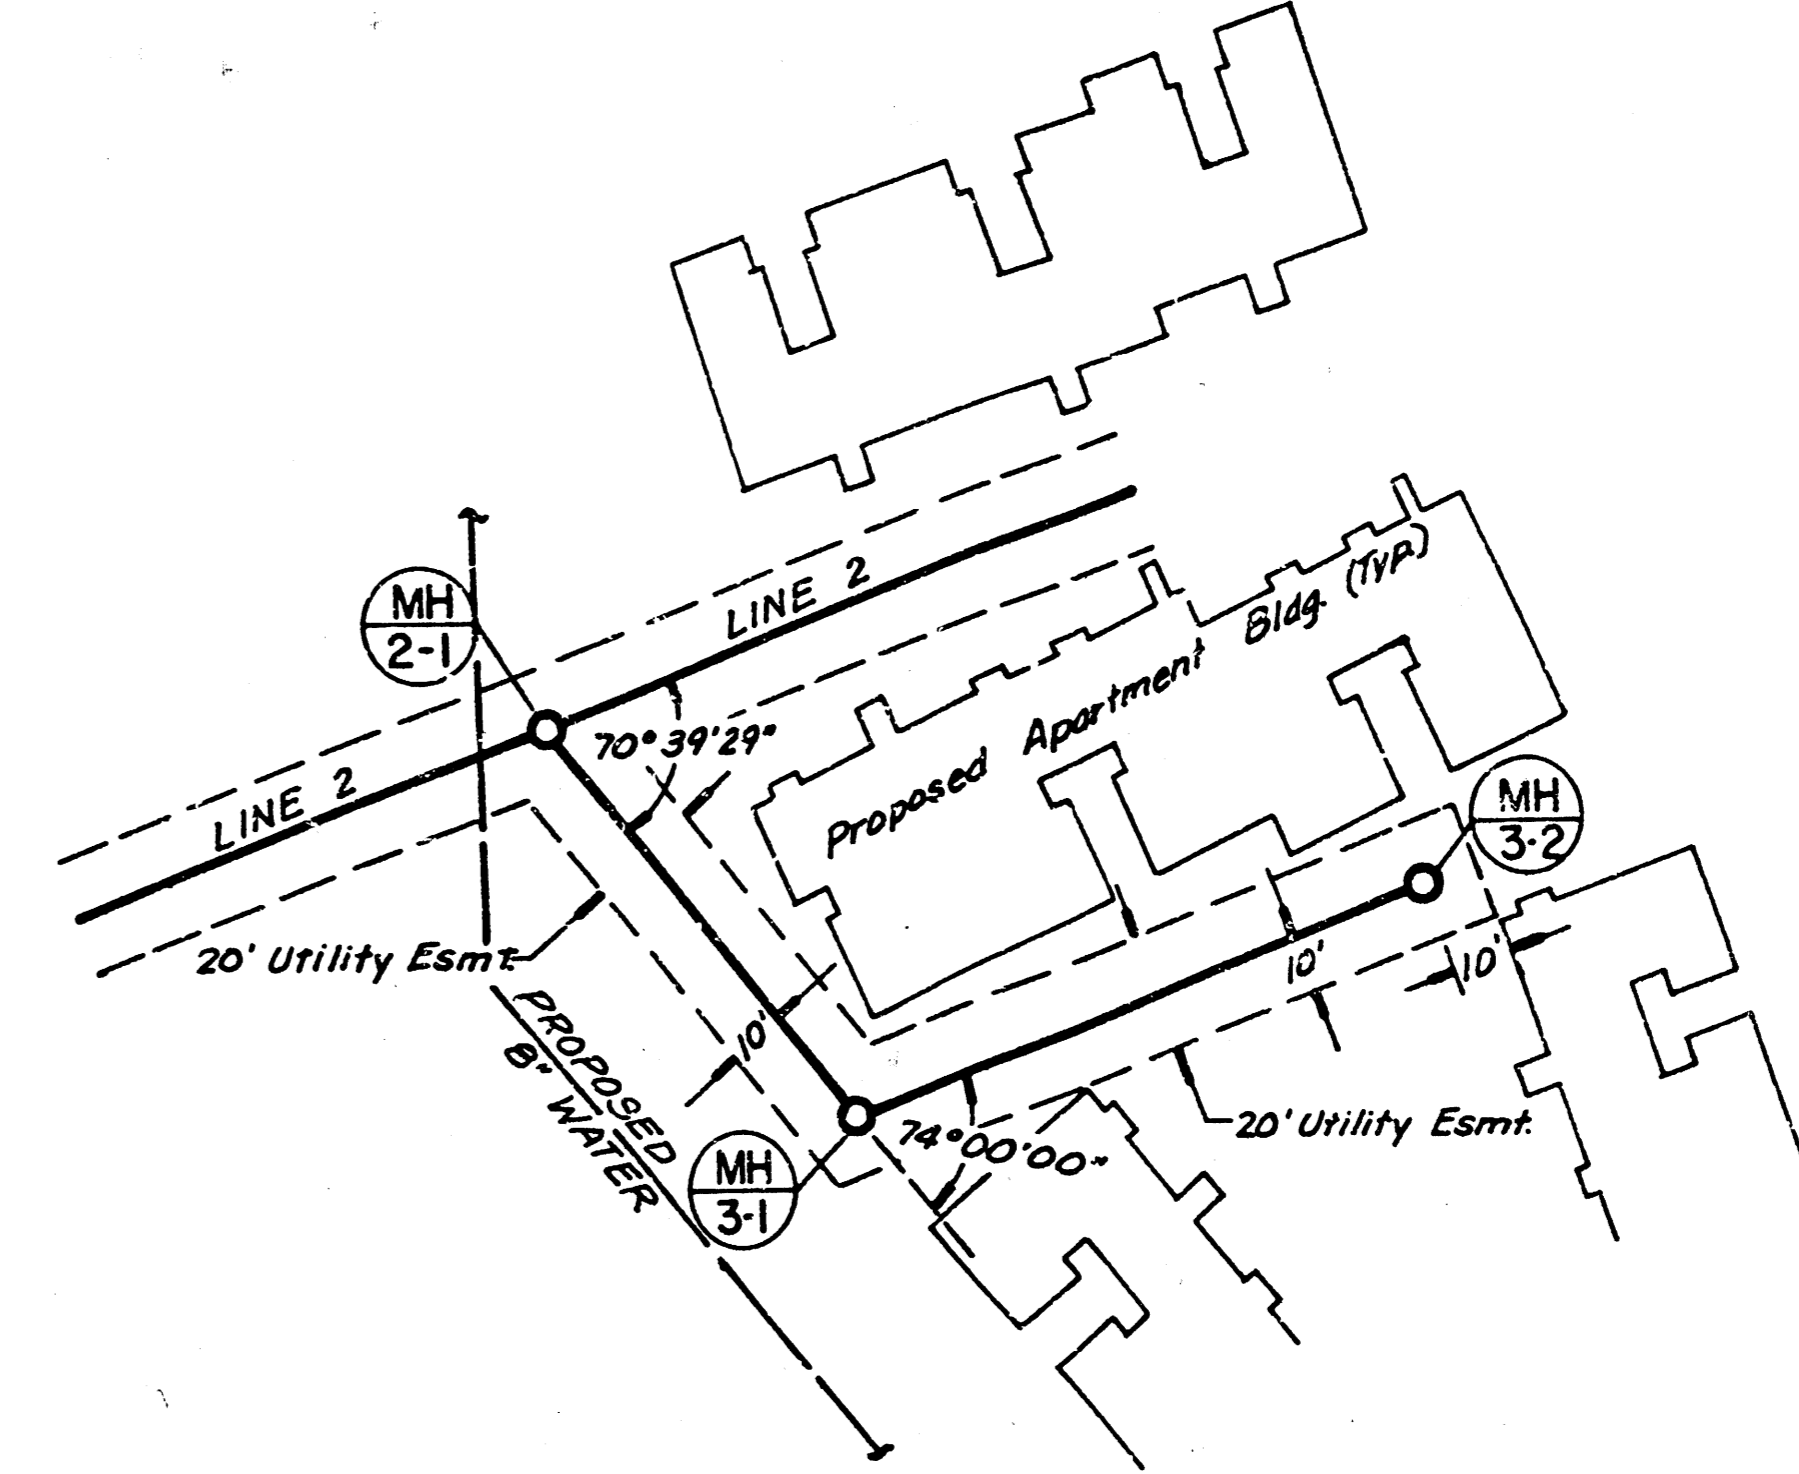 MH
2-1
LINE 2
LINE 2
70°39'29"
Proposed Apartment Bldg. (Typ.)
MH
3-2
20' Utility Esmt.
10'
10'
10'
PROPOSED
8" WATER
74°00'00"
20' Utility Esmt.
MH
3-1